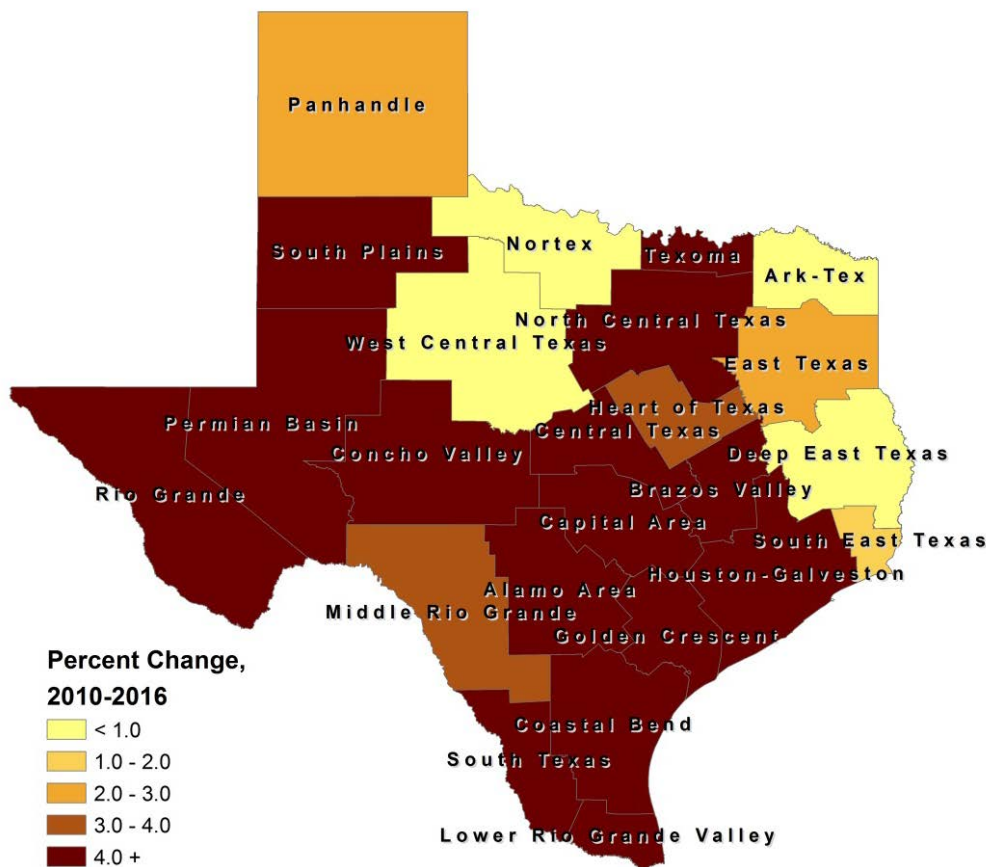 Panhandle
South Plains
Nortex
Texoma
Ark-Tex
North Central Texas
West Central Texas
East Texas
Heart of Texas
Permian Basin
Central Texas
Concho Valley
Deep East Texas
Rio Grande
Brazos Valley
Capital Area
South East Texas
Houston-Galveston
Alamo Area
Middle Rio Grande
Golden Crescent
Coastal Bend
South Texas
Lower Rio Grande Valley
Percent Change,
2010-2016
< 1.0
1.0 - 2.0
2.0 - 3.0
3.0 - 4.0
4.0 +